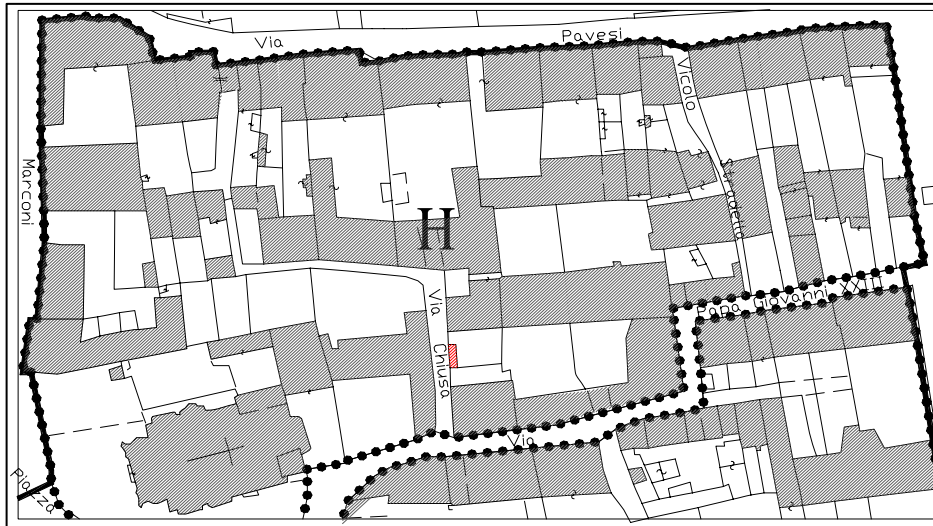 Via
Pavesi
Vicolo
Marconi
H
Papa Giovanni XXIII
Via
Chiusa
Via
Piazza